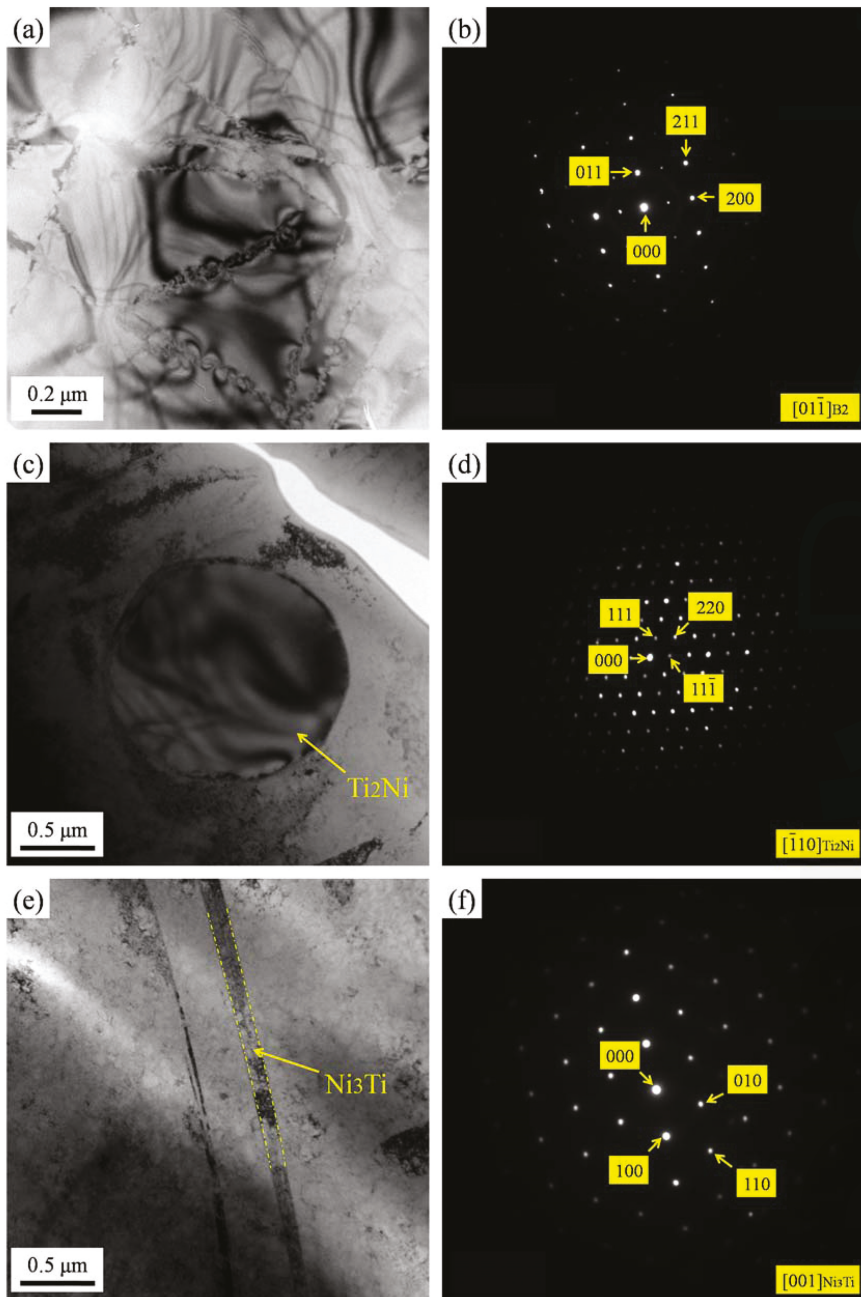 (a)
0.2 μm
(b)
211
011
200
000
[011̄]B2
(c)
Ti2Ni
0.5 μm
(d)
111
220
000
111̄
[1̄10]Ti2Ni
(e)
Ni3Ti
0.5 μm
(f)
000
010
100
110
[001]Ni3Ti